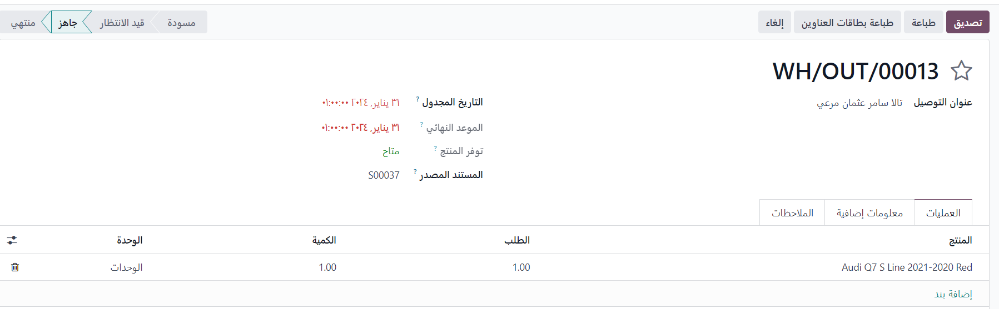 تصديق طباعة طباعة بطاقات العناوين إلغاء
مسودة قيد الانتظار جاهز منتهي
WH/OUT/00013
عنوان التوصيل تالا سامر عثمان مرعي
التاريخ المجدول ? ٣١ يناير, ٢٠٢٤ ٠١:٠٠:٠٠
الموعد النهائي ? ٣١ يناير, ٢٠٢٤ ٠١:٠٠:٠٠
توفر المنتج ? متاح
المستند المصدر ? S00037
العمليات معلومات إضافية الملاحظات
المنتج الطلب الكمية الوحدة
Audi Q7 S Line 2021-2020 Red 1.00 1.00 الوحدات
إضافة بند